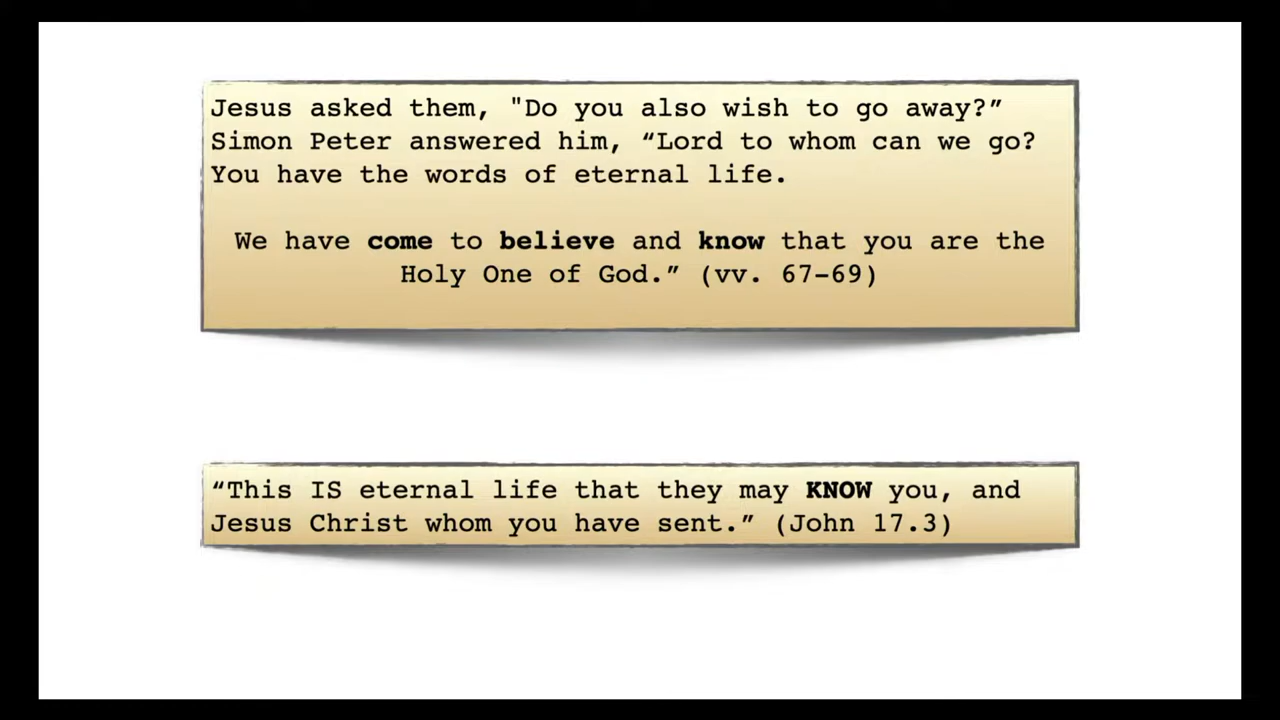 Jesus asked them, "Do you also wish to go away?”
Simon Peter answered him, “Lord to whom can we go?
You have the words of eternal life.
We have come to believe and know that you are the
Holy One of God.” (vv. 67–69)
“This IS eternal life that they may KNOW you, and
Jesus Christ whom you have sent.” (John 17.3)